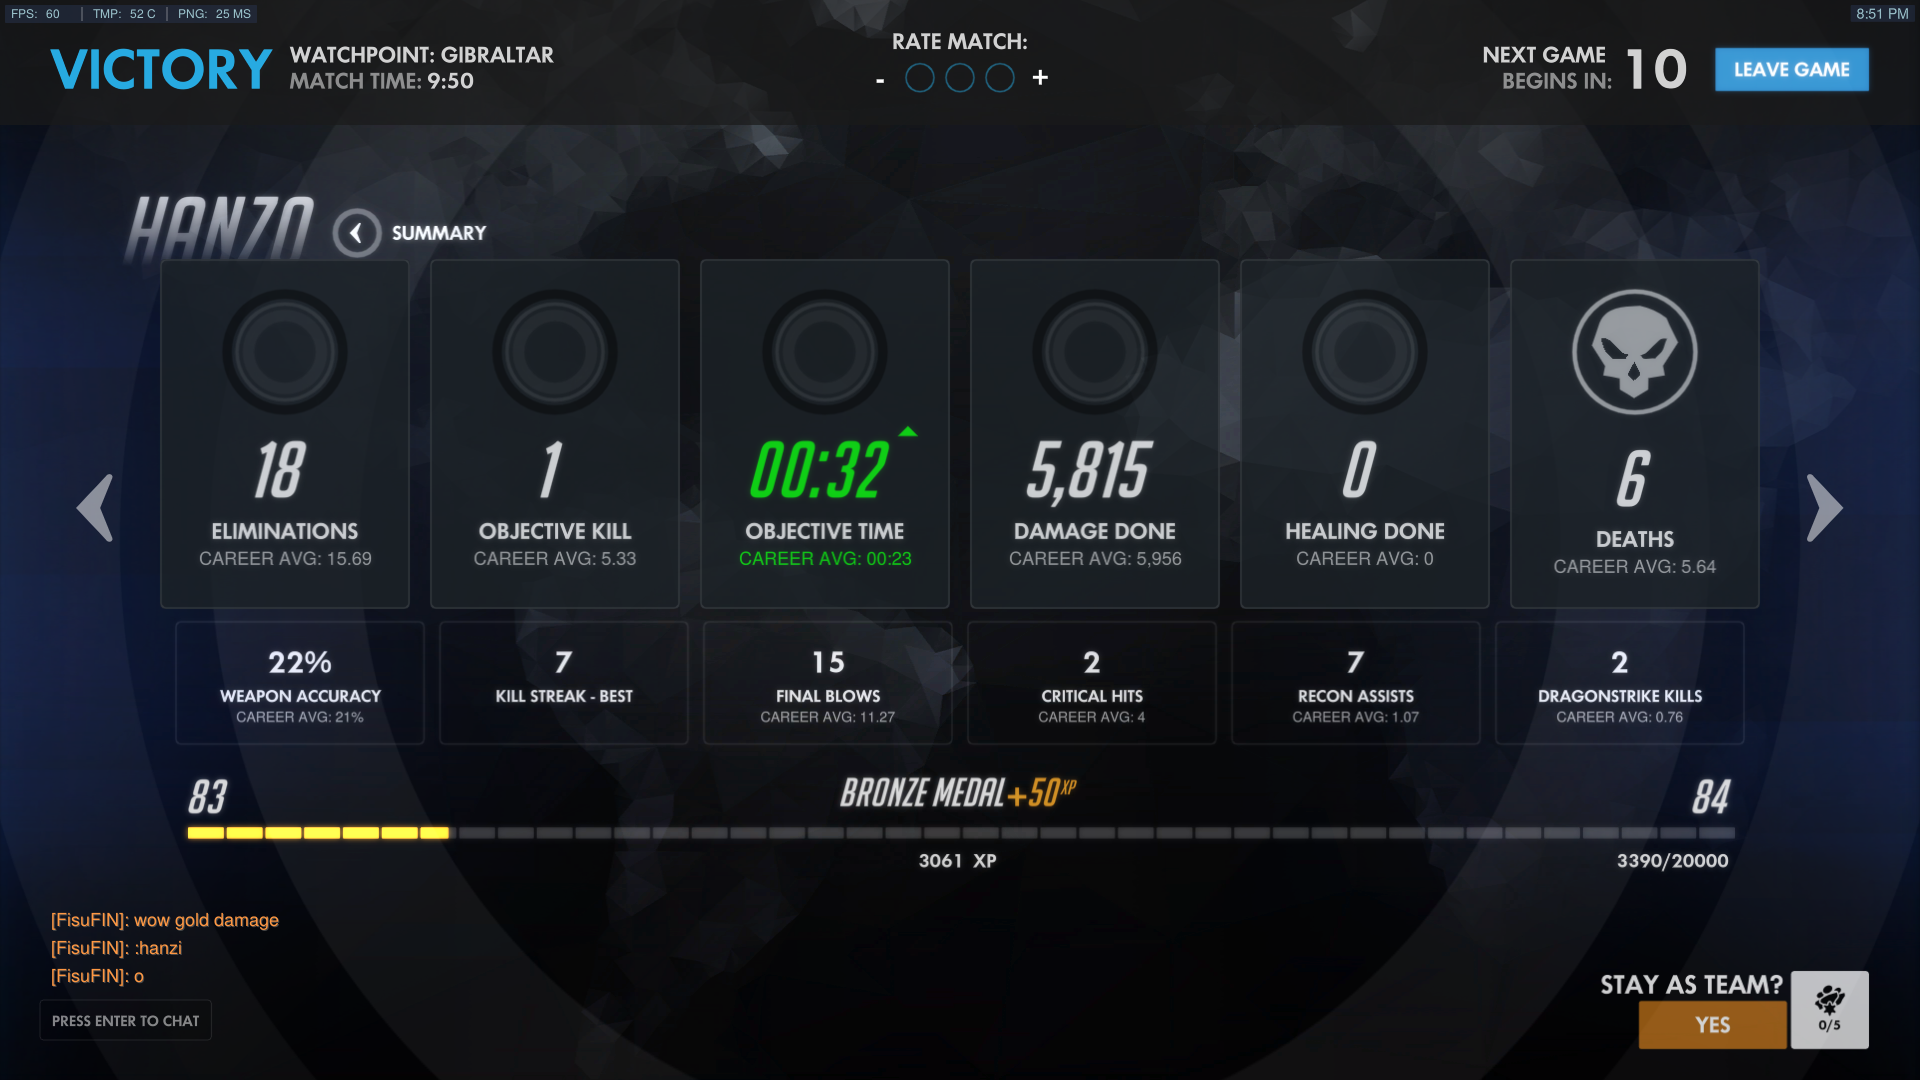 FPS: 60 | TMP: 52 C | PNG: 25 MS
8:51 PM
VICTORY
WATCHPOINT: GIBRALTAR
MATCH TIME: 9:50
RATE MATCH:
- +
NEXT GAME
BEGINS IN: 10
LEAVE GAME
HANZO
SUMMARY
18
ELIMINATIONS
CAREER AVG: 15.69
1
OBJECTIVE KILL
CAREER AVG: 5.33
00:32
OBJECTIVE TIME
CAREER AVG: 00:23
5,815
DAMAGE DONE
CAREER AVG: 5,956
0
HEALING DONE
CAREER AVG: 0
6
DEATHS
CAREER AVG: 5.64
22%
WEAPON ACCURACY
CAREER AVG: 21%
7
KILL STREAK - BEST
15
FINAL BLOWS
CAREER AVG: 11.27
2
CRITICAL HITS
CAREER AVG: 4
7
RECON ASSISTS
CAREER AVG: 1.07
2
DRAGONSTRIKE KILLS
CAREER AVG: 0.76
83
BRONZE MEDAL +50 XP
84
3061 XP
3390/20000
[FisuFIN]: wow gold damage
[FisuFIN]: :hanzi
[FisuFIN]: o
PRESS ENTER TO CHAT
STAY AS TEAM?
YES
0/5